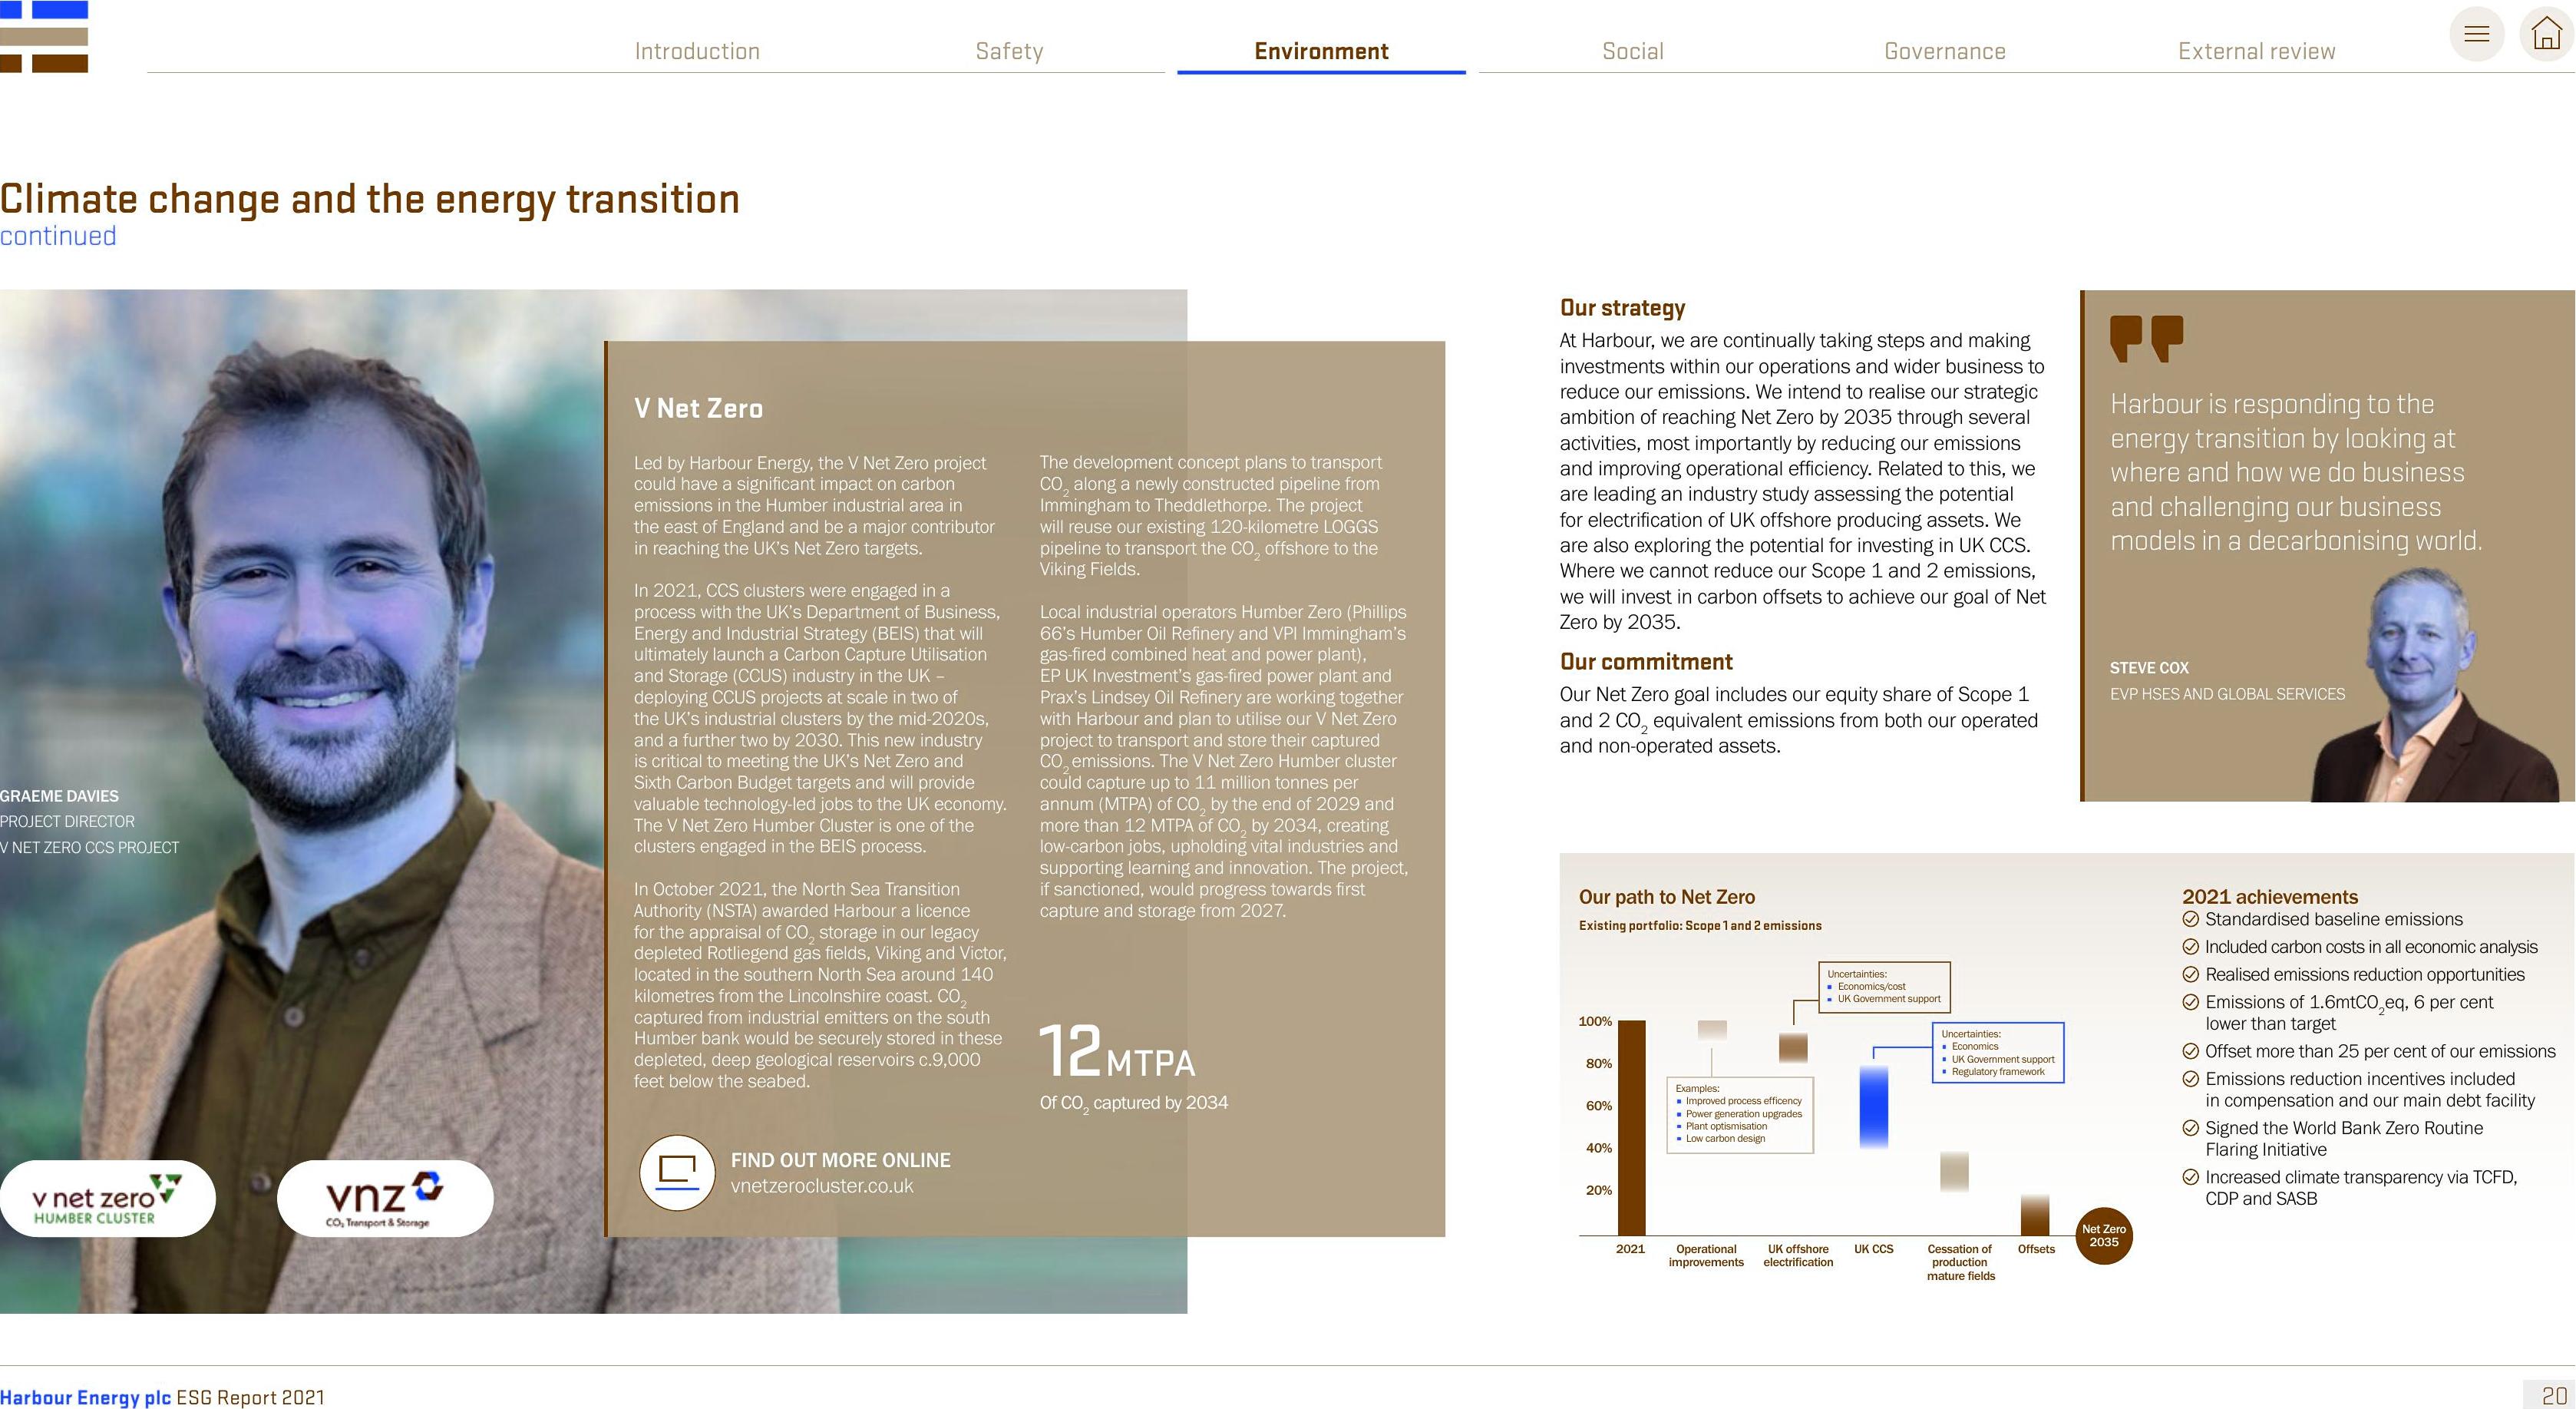 Introduction
Safety
Environment
Social
Governance
External review
Climate change and the energy transition
continued
GRAEME DAVIES
PROJECT DIRECTOR
V NET ZERO CCS PROJECT
v net zero
HUMBER CLUSTER
vnz
CO₂ Transport & Storage
V Net Zero
Led by Harbour Energy, the V Net Zero project
could have a significant impact on carbon
emissions in the Humber industrial area in
the east of England and be a major contributor
in reaching the UK's Net Zero targets.
In 2021, CCS clusters were engaged in a
process with the UK's Department of Business,
Energy and Industrial Strategy (BEIS) that will
ultimately launch a Carbon Capture Utilisation
and Storage (CCUS) industry in the UK –
deploying CCUS projects at scale in two of
the UK's industrial clusters by the mid-2020s,
and a further two by 2030. This new industry
is critical to meeting the UK's Net Zero and
Sixth Carbon Budget targets and will provide
valuable technology-led jobs to the UK economy.
The V Net Zero Humber Cluster is one of the
clusters engaged in the BEIS process.
In October 2021, the North Sea Transition
Authority (NSTA) awarded Harbour a licence
for the appraisal of CO₂ storage in our legacy
depleted Rotliegend gas fields, Viking and Victor,
located in the southern North Sea around 140
kilometres from the Lincolnshire coast. CO₂
captured from industrial emitters on the south
Humber bank would be securely stored in these
depleted, deep geological reservoirs c.9,000
feet below the seabed.
FIND OUT MORE ONLINE
vnetzerocluster.co.uk
The development concept plans to transport
CO₂ along a newly constructed pipeline from
Immingham to Theddlethorpe. The project
will reuse our existing 120-kilometre LOGGS
pipeline to transport the CO₂ offshore to the
Viking Fields.
Local industrial operators Humber Zero (Phillips
66's Humber Oil Refinery and VPI Immingham's
gas-fired combined heat and power plant),
EP UK Investment's gas-fired power plant and
Prax's Lindsey Oil Refinery are working together
with Harbour and plan to utilise our V Net Zero
project to transport and store their captured
CO₂ emissions. The V Net Zero Humber cluster
could capture up to 11 million tonnes per
annum (MTPA) of CO₂ by the end of 2029 and
more than 12 MTPA of CO₂ by 2034, creating
low-carbon jobs, upholding vital industries and
supporting learning and innovation. The project,
if sanctioned, would progress towards first
capture and storage from 2027.
12 MTPA
Of CO₂ captured by 2034
Our strategy
At Harbour, we are continually taking steps and making
investments within our operations and wider business to
reduce our emissions. We intend to realise our strategic
ambition of reaching Net Zero by 2035 through several
activities, most importantly by reducing our emissions
and improving operational efficiency. Related to this, we
are leading an industry study assessing the potential
for electrification of UK offshore producing assets. We
are also exploring the potential for investing in UK CCS.
Where we cannot reduce our Scope 1 and 2 emissions,
we will invest in carbon offsets to achieve our goal of Net
Zero by 2035.
Our commitment
Our Net Zero goal includes our equity share of Scope 1
and 2 CO₂ equivalent emissions from both our operated
and non-operated assets.
Harbour is responding to the
energy transition by looking at
where and how we do business
and challenging our business
models in a decarbonising world.
STEVE COX
EVP HSES AND GLOBAL SERVICES
Our path to Net Zero
Existing portfolio: Scope 1 and 2 emissions
100%
80%
60%
40%
20%
Examples:
Improved process efficency
Power generation upgrades
Plant optismisation
Low carbon design
Uncertainties:
Economics/cost
UK Government support
Uncertainties:
Economics
UK Government support
Regulatory framework
2021
Operational
improvements
UK offshore
electrification
UK CCS
Cessation of
production
mature fields
Offsets
Net Zero
2035
2021 achievements
Standardised baseline emissions
Included carbon costs in all economic analysis
Realised emissions reduction opportunities
Emissions of 1.6mtCO₂eq, 6 per cent
lower than target
Offset more than 25 per cent of our emissions
Emissions reduction incentives included
in compensation and our main debt facility
Signed the World Bank Zero Routine
Flaring Initiative
Increased climate transparency via TCFD,
CDP and SASB
Harbour Energy plc ESG Report 2021
20